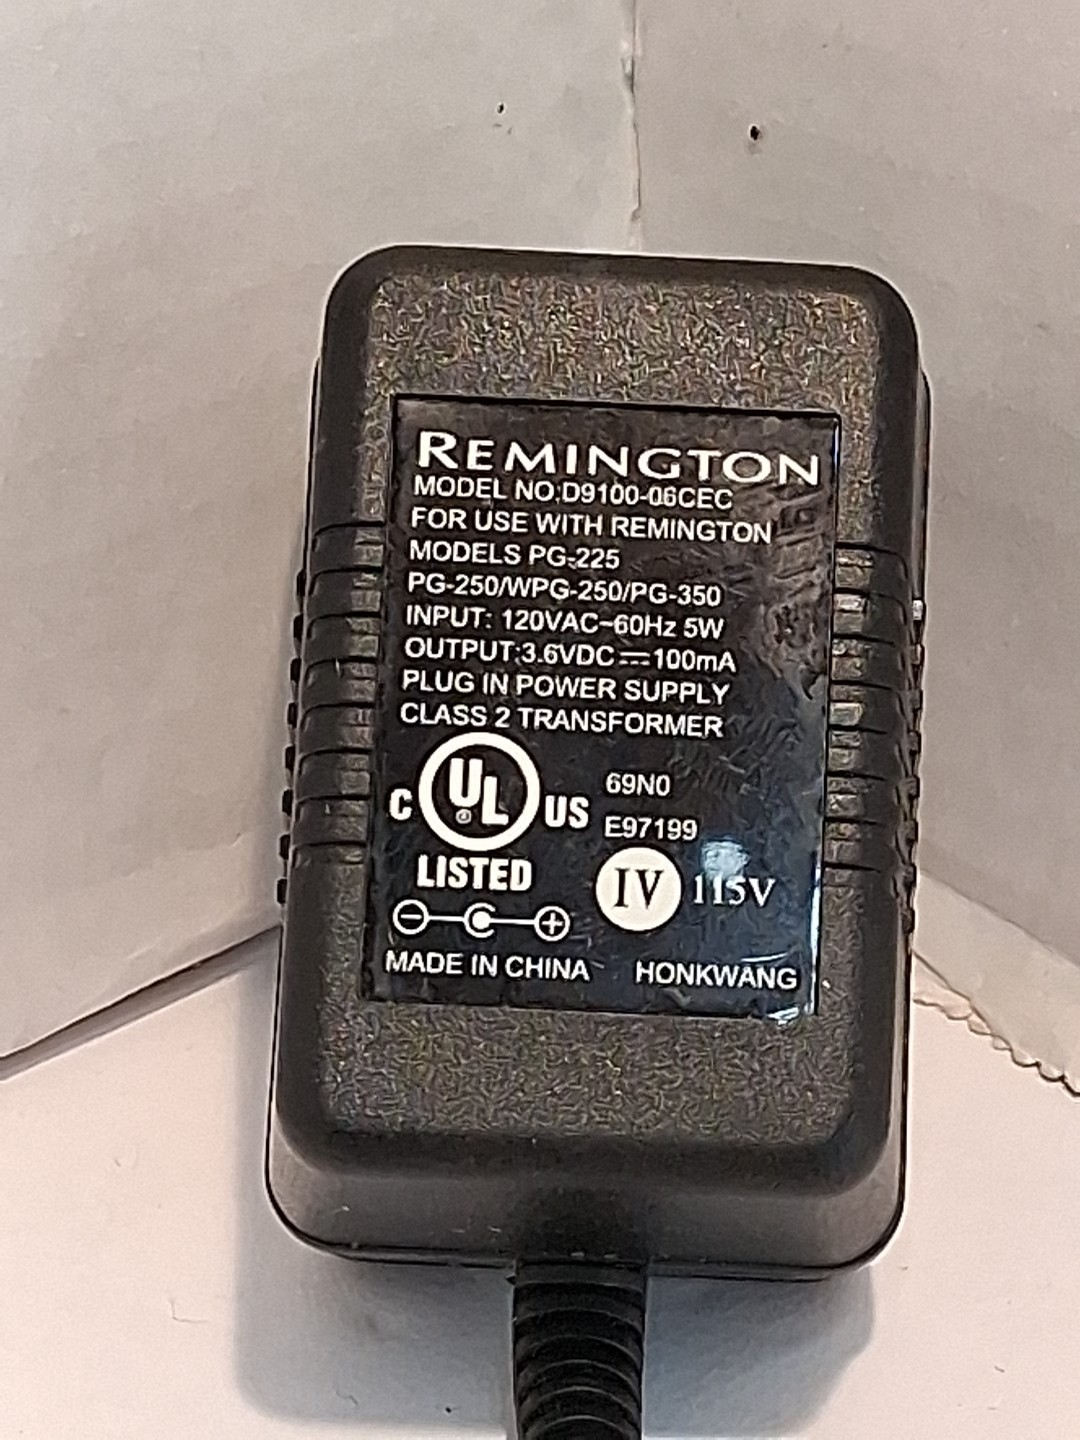 REMINGTON
MODEL NO:D9100-06CEC
FOR USE WITH REMINGTON
MODELS PG-225
PG-250/WPG-250/PG-350
INPUT: 120VAC~60Hz 5W
OUTPUT:3.6VDC⎓100mA
PLUG IN POWER SUPPLY
CLASS 2 TRANSFORMER
C UL® US 69N0
E97199
LISTED
IV 115V
MADE IN CHINA HONKWANG